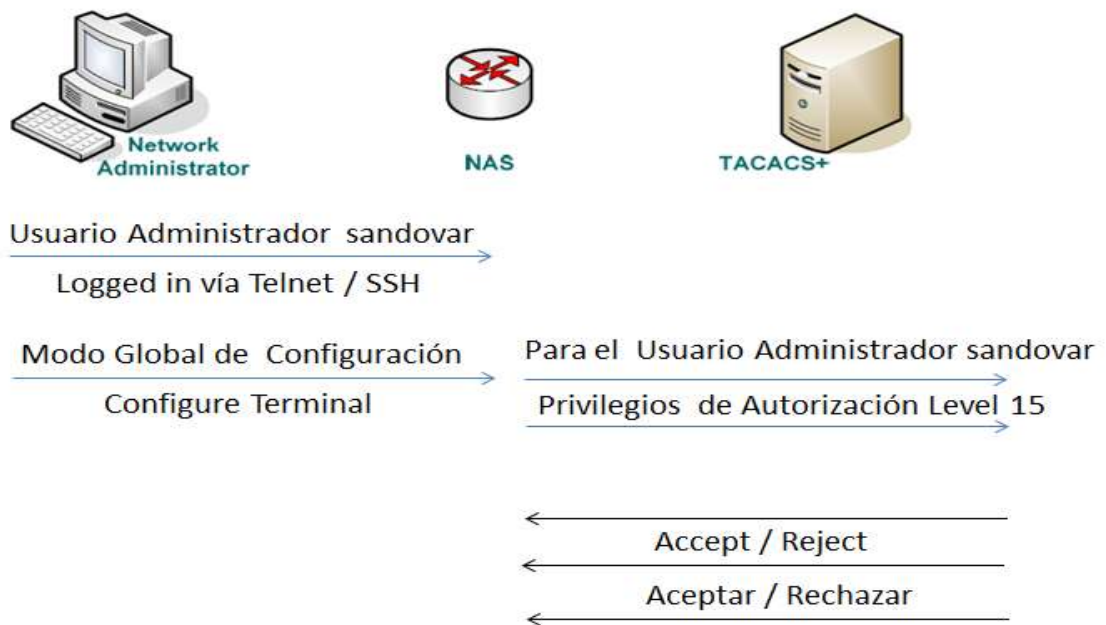 Network
Administrator
NAS
TACACS+
Usuario Administrador sandovar
Logged in vía Telnet / SSH
Modo Global de Configuración
Configure Terminal
Para el Usuario Administrador sandovar
Privilegios de Autorización Level 15
Accept / Reject
Aceptar / Rechazar